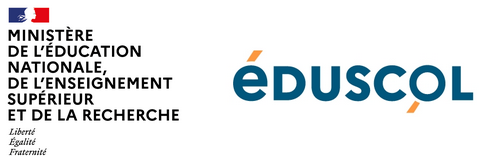 MINISTÈRE
DE L'ÉDUCATION
NATIONALE,
DE L'ENSEIGNEMENT
SUPÉRIEUR
ET DE LA RECHERCHE
Liberté
Égalité
Fraternité
éDUSCOL